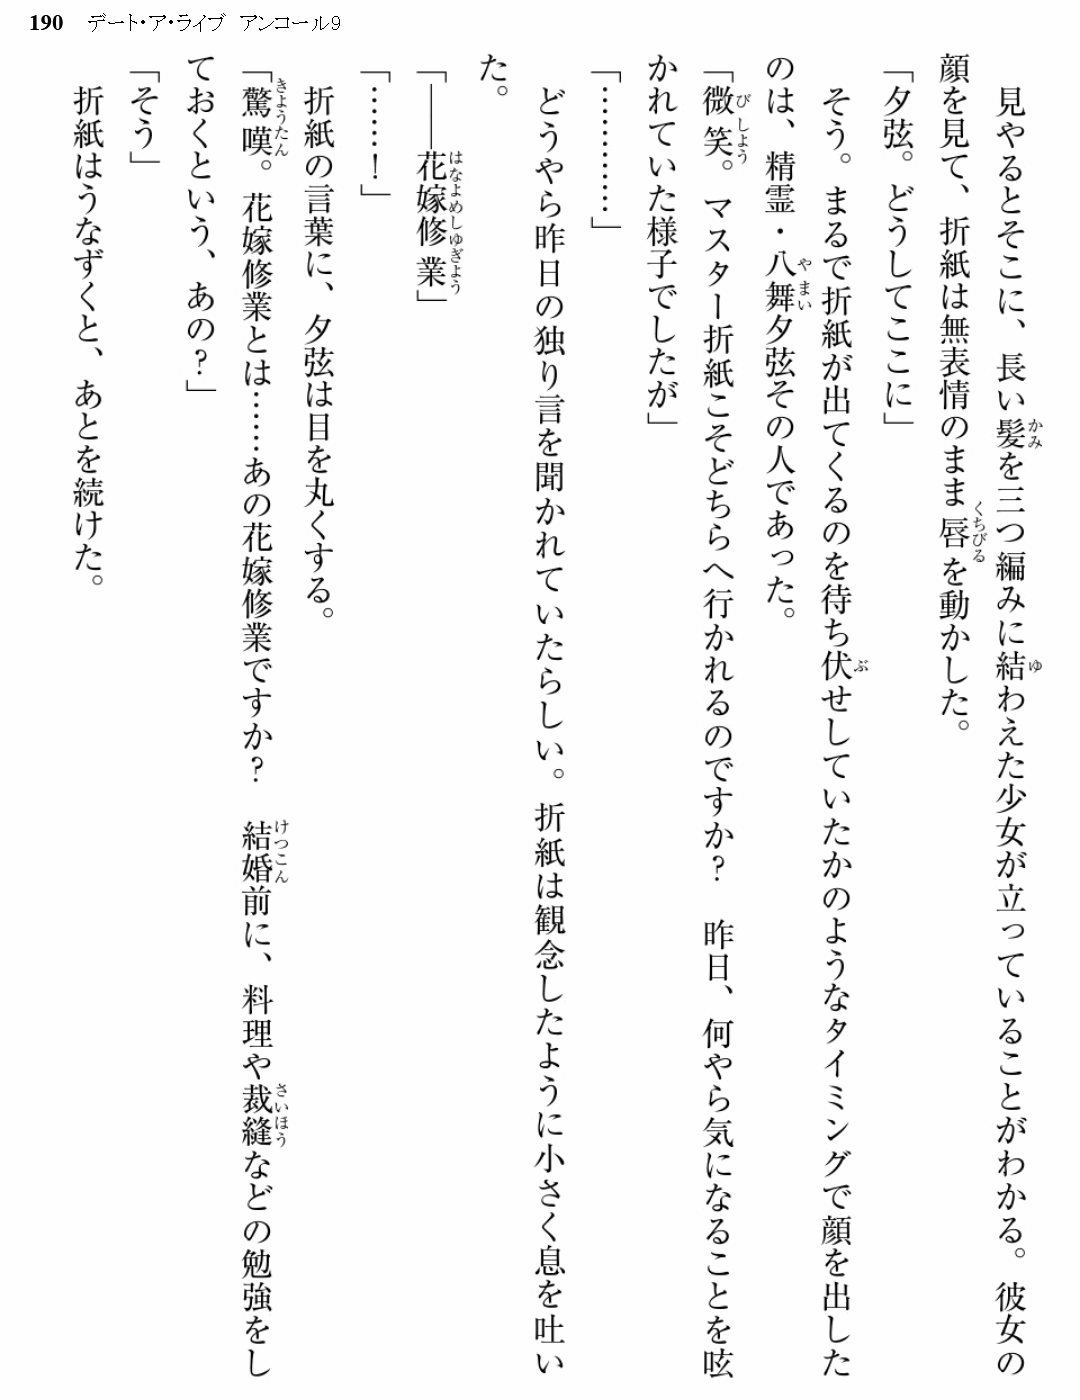 190 デート・ア・ライブ アンコール9
見やるとそこに、長い髪を三つ編みに結わえた少女が立っていることがわかる。彼女の
顔を見て、折紙は無表情のまま唇を動かした。
「夕弦。どうしてここに」
そう。まるで折紙が出てくるのを待ち伏せしていたかのようなタイミングで顔を出した
のは、精霊・八舞夕弦その人であった。
「微笑。マスター折紙こそどちらへ行かれるのですか？　昨日、何やら気になることを呟
かれていた様子でしたが」
「…………」
どうやら昨日の独り言を聞かれていたらしい。折紙は観念したように小さく息を吐い
た。
「――花嫁修業」
「……！」
折紙の言葉に、夕弦は目を丸くする。
「驚嘆。花嫁修業とは……あの花嫁修業ですか？　結婚前に、料理や裁縫などの勉強をし
ておくという、あの？」
「そう」
折紙はうなずくと、あとを続けた。